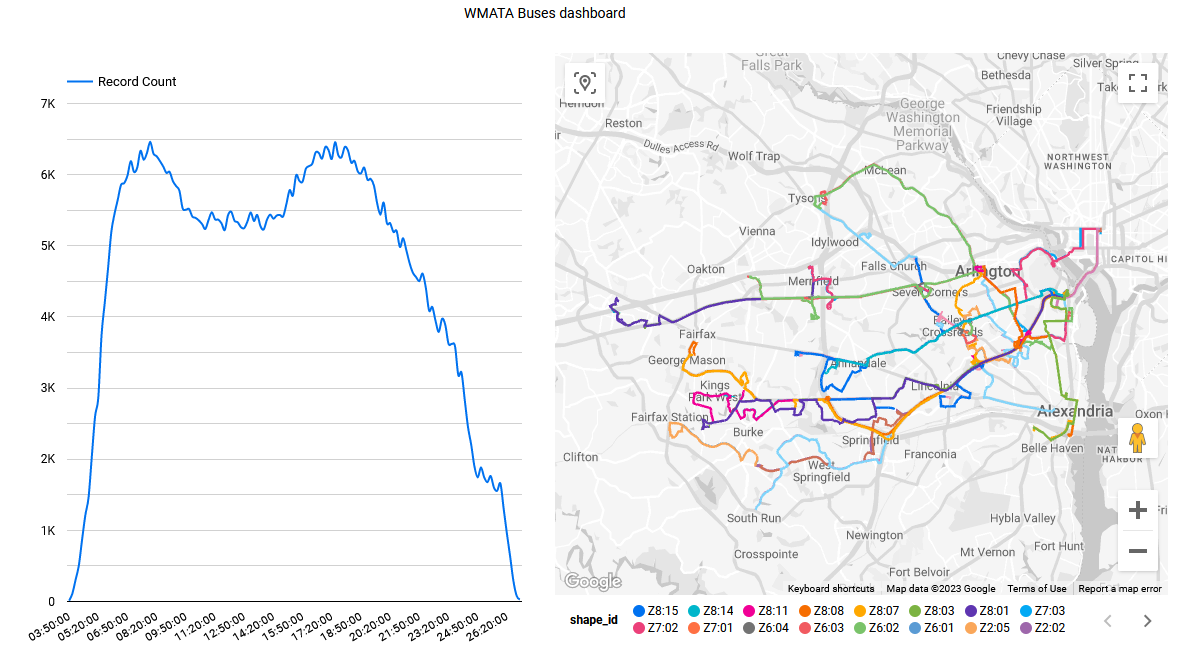 WMATA Buses dashboard
Record Count
7K
6K
5K
4K
3K
2K
1K
0
03:50:00
05:20:00
06:50:00
08:20:00
09:50:00
11:20:00
12:50:00
14:20:00
15:50:00
17:20:00
18:50:00
20:20:00
21:50:00
23:20:00
24:50:00
26:20:00
Great
Falls Park
Chevy Chase
Silver Spring
Bethesda
Herndon
Reston
George
Washington
Memorial
Parkway
Friendship
Village
Dulles Access Rd
Wolf Trap
McLean
NORTHWEST
WASHINGTON
Tysons
Vienna
Idylwood
CAPITOL HI
Oakton
Falls Church
Arlington
Merrifield
Seven Corners
Bailey's
Crossroads
Fairfax
George Mason
Annandale
Kings
Park West
Lincolnia
Fairfax Station
Alexandria
Oxon
Burke
Springfield
Belle Haven
NAT
HARBOR
Clifton
Franconia
West
Springfield
South Run
Hybla Valley
Fri
Newington
Crosspointe
Mt Vernon
Fort Hunt
Fort Belvoir
Google
Keyboard shortcuts
Map data ©2023 Google
Terms of Use
Report a map error
shape_id
Z8:15 Z8:14 Z8:11 Z8:08 Z8:07 Z8:03 Z8:01 Z7:03
Z7:02 Z7:01 Z6:04 Z6:03 Z6:02 Z6:01 Z2:05 Z2:02